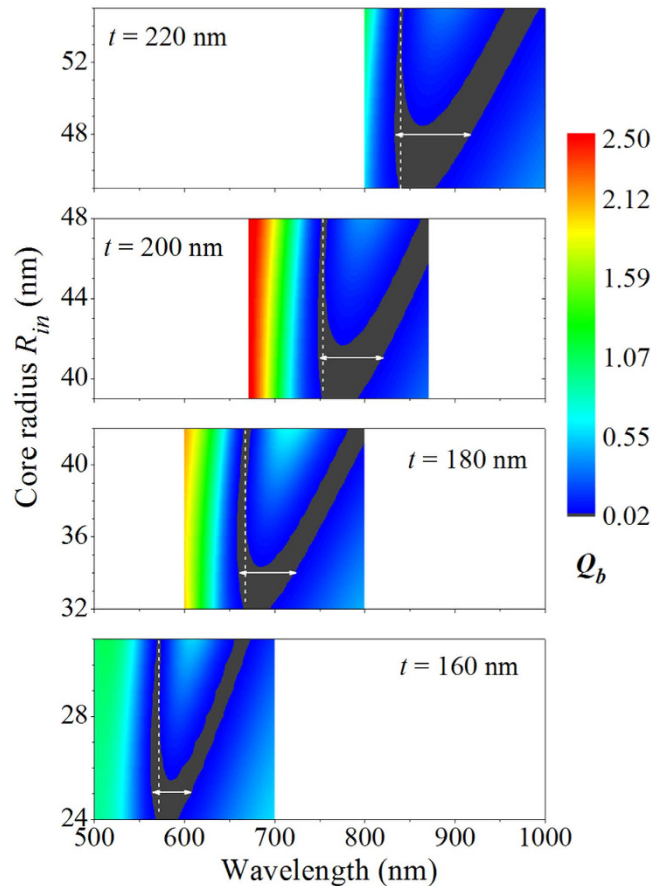 t = 220 nm
52
48
t = 200 nm
48
44
40
t = 180 nm
40
36
32
t = 160 nm
28
24
500 600 700 800 900 1000
Wavelength (nm)
Core radius R_in (nm)
2.50
2.12
1.59
1.07
0.55
0.02
Q_b